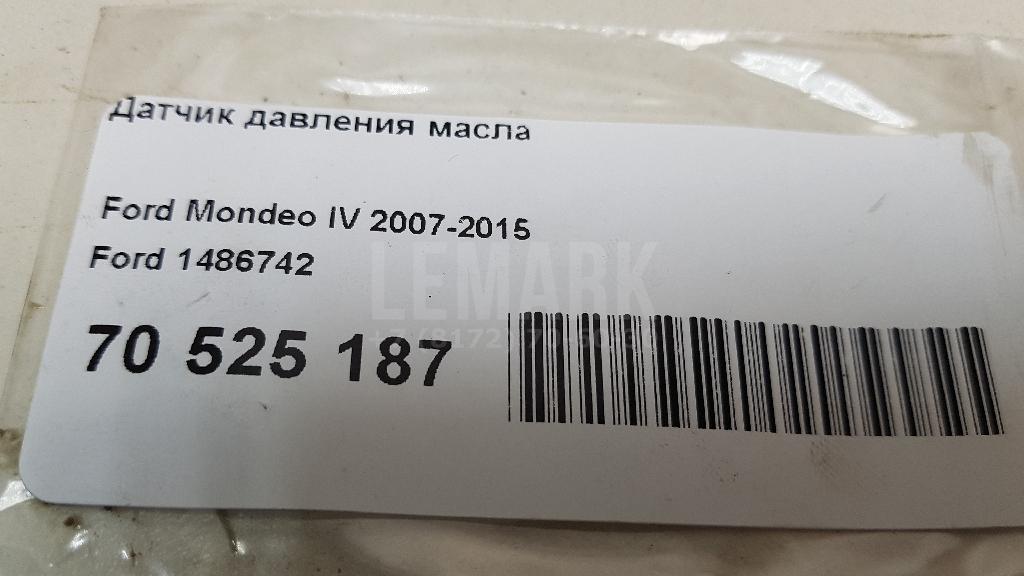 Датчик давления масла
Ford Mondeo IV 2007-2015
Ford 1486742
LEMARK
70 525 187